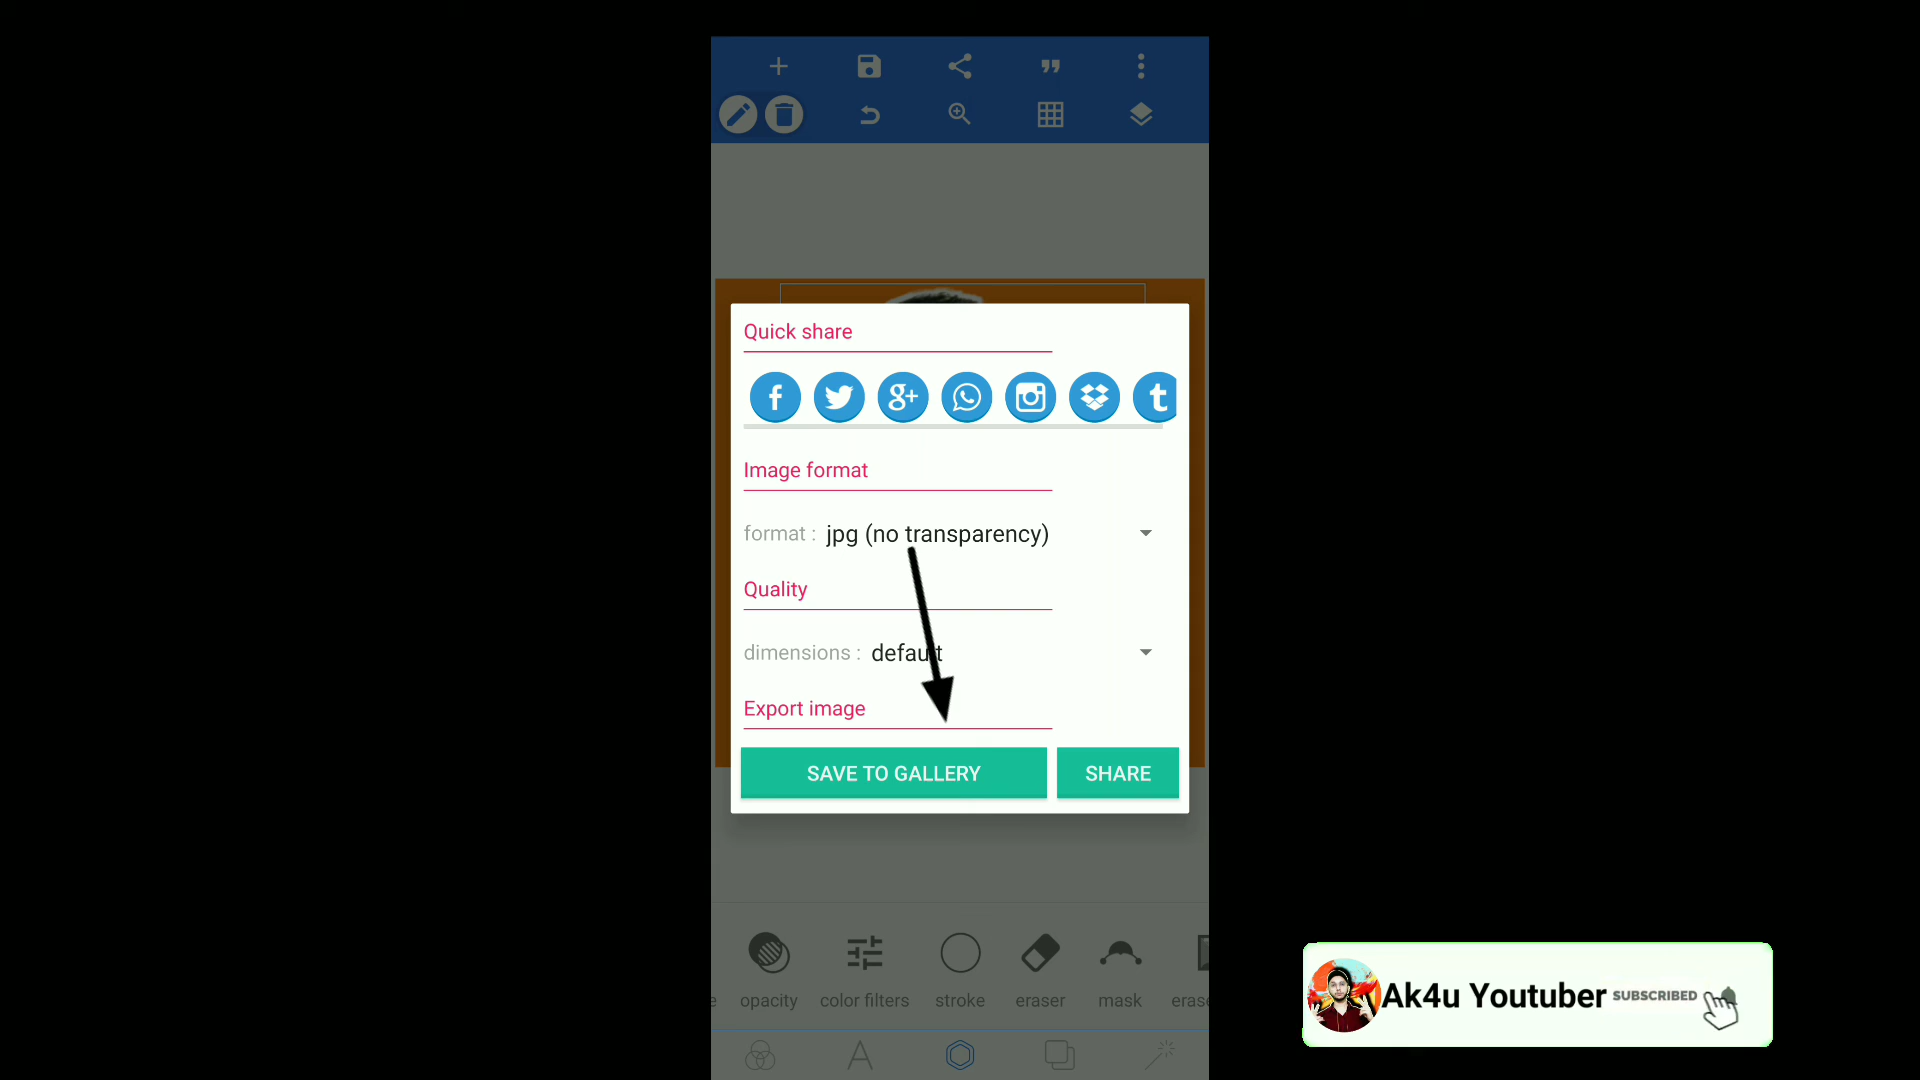 Quick share
Image format
format : jpg (no transparency)
Quality
dimensions : default
Export image
SAVE TO GALLERY SHARE
opacity color filters stroke eraser mask
Ak4u Youtuber SUBSCRIBED